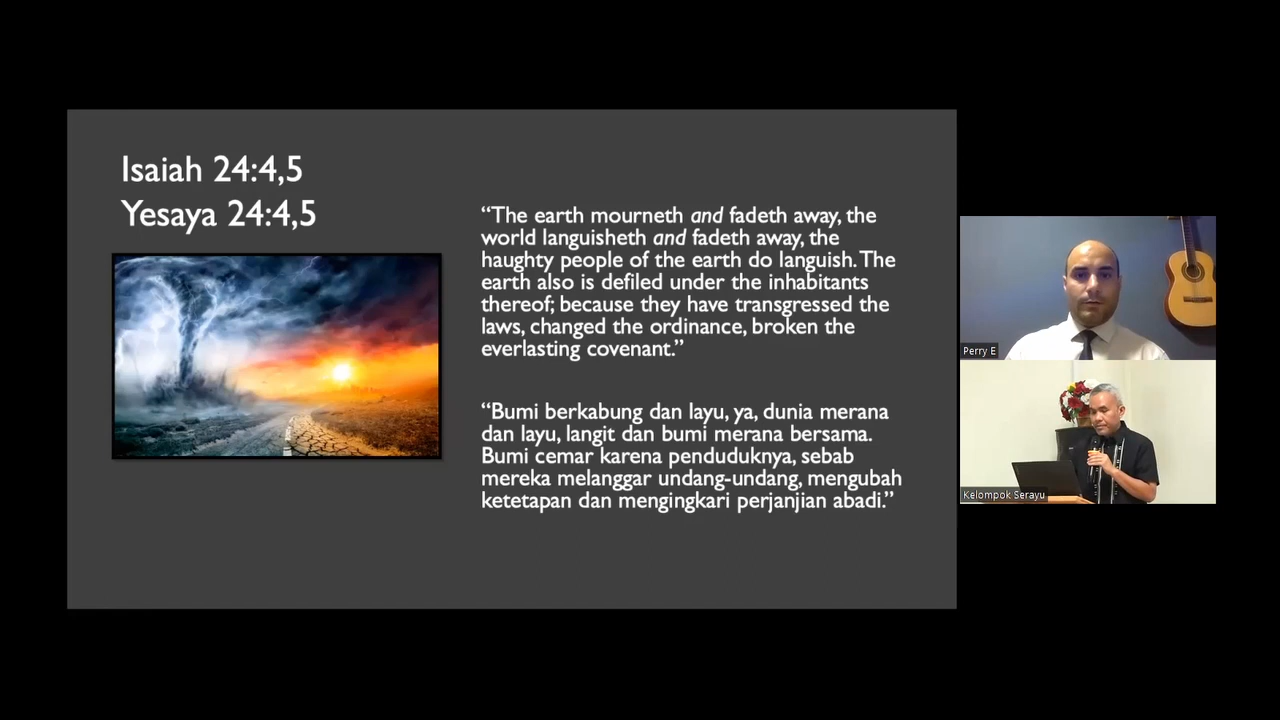 Isaiah 24:4,5
Yesaya 24:4,5
“The earth mourneth and fadeth away, the
world languisheth and fadeth away, the
haughty people of the earth do languish. The
earth also is defiled under the inhabitants
thereof; because they have transgressed the
laws, changed the ordinance, broken the
everlasting covenant.”
“Bumi berkabung dan layu, ya, dunia merana
dan layu, langit dan bumi merana bersama.
Bumi cemar karena penduduknya, sebab
mereka melanggar undang-undang, mengubah
ketetapan dan mengingkari perjanjian abadi.”
Perry E
Kelompok Serayu